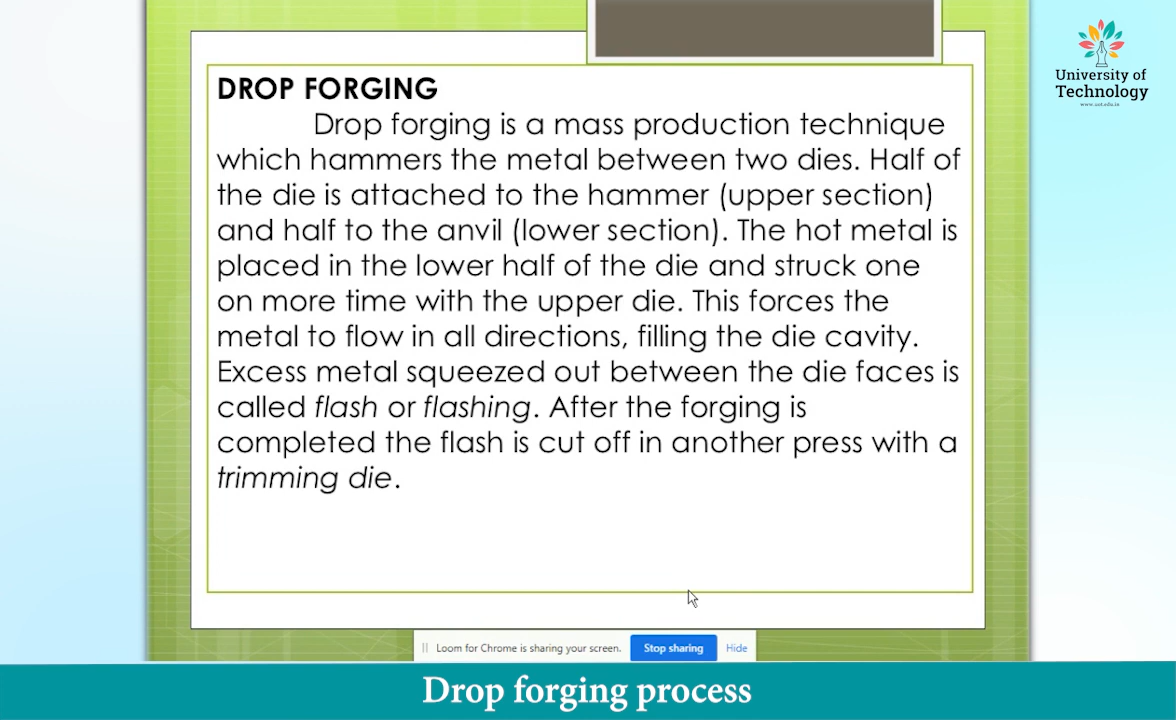 University of
Technology
www.uot.edu.in
DROP FORGING
Drop forging is a mass production technique
which hammers the metal between two dies. Half of
the die is attached to the hammer (upper section)
and half to the anvil (lower section). The hot metal is
placed in the lower half of the die and struck one
on more time with the upper die. This forces the
metal to flow in all directions, filling the die cavity.
Excess metal squeezed out between the die faces is
called flash or flashing. After the forging is
completed the flash is cut off in another press with a
trimming die.
Loom for Chrome is sharing your screen. Stop sharing Hide
Drop forging process